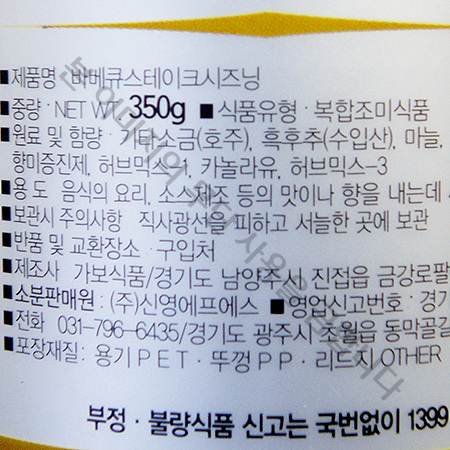 ■제품명 · 바베큐스테이크시즈닝
■중량 · NET WT. 350g ■ 식품유형 · 복합조미식품
■원료 및 함량 · 소금(호주), 흑후추(수입산), 마늘,
향미증진제, 허브믹스-1, 카놀라유, 허브믹스-3
■용 도 음식의 요리, 소스제조 등의 맛이나 향을 내는데
■보관시 주의사항 직사광선을 피하고 서늘한 곳에 보관
■반품 및 교환장소 · 구입처
■제조사 가보식품/경기도 남양주시 진접읍 금강로팔
■소분판매원 : (주)신영에프에스 ■영업신고번호 · 경기
■전화 031-796-6435/경기도 광주시 초월읍 동막골길
■포장재질: 용기PET · 뚜껑PP · 리드지OTHER
부정 · 불량식품 신고는 국번없이 1399